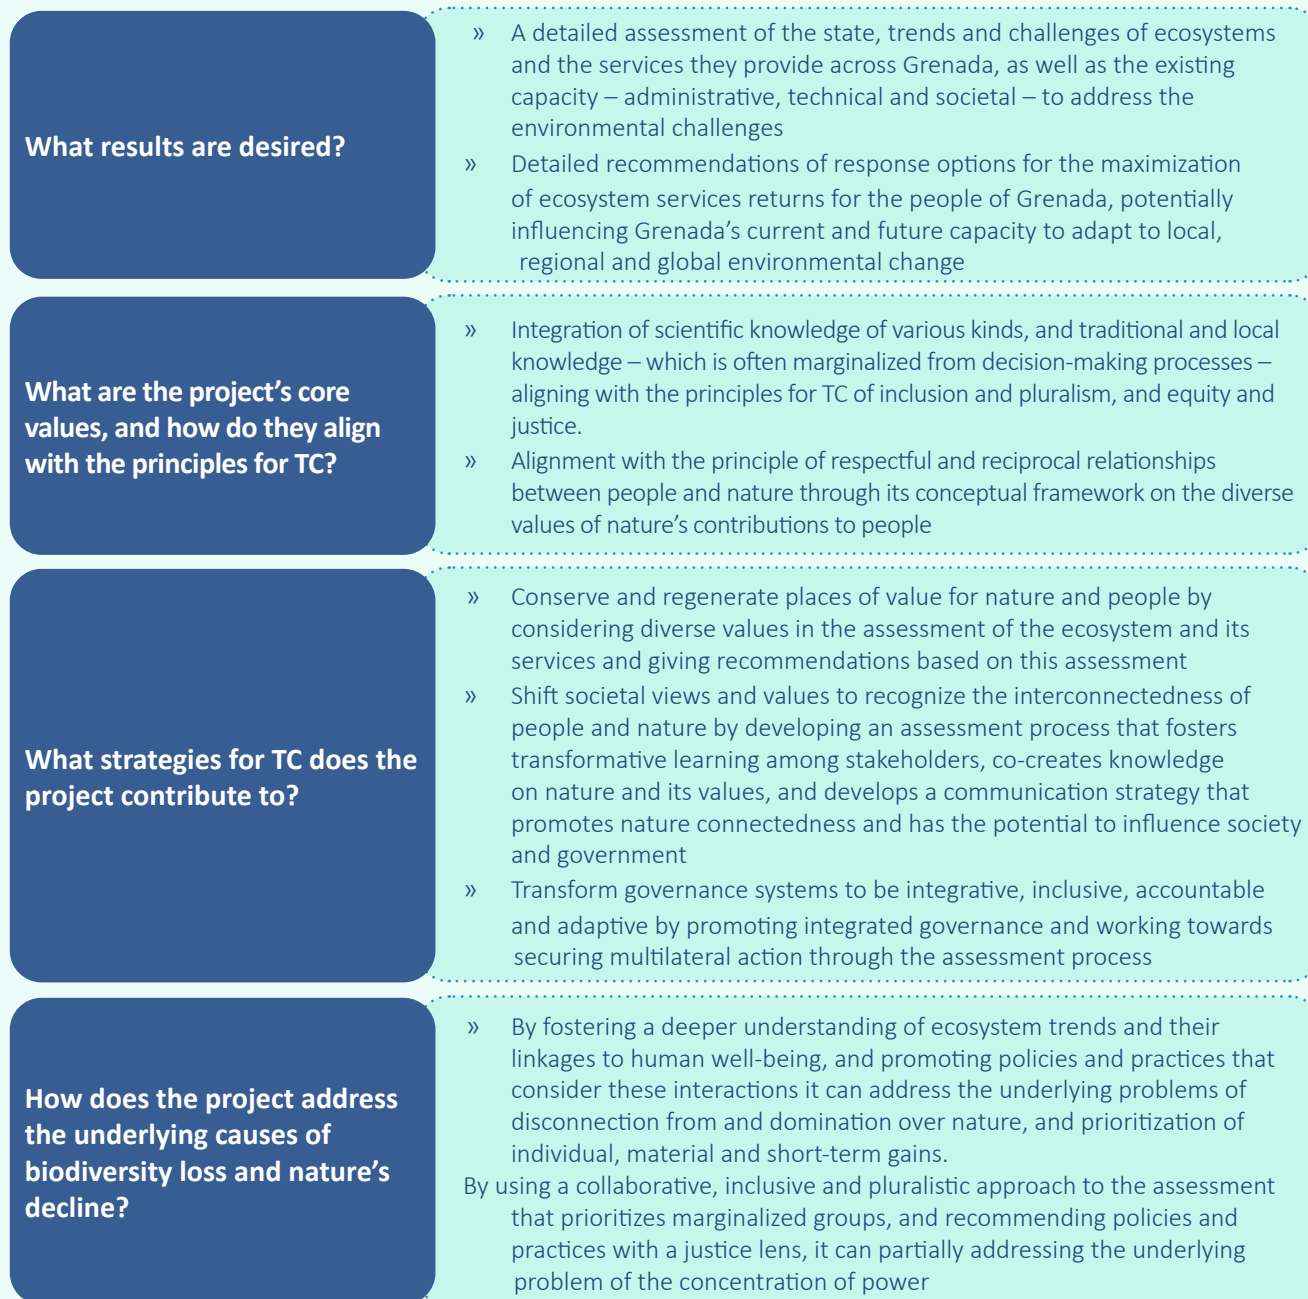 What results are desired?
» A detailed assessment of the state, trends and challenges of ecosystems
and the services they provide across Grenada, as well as the existing
capacity – administrative, technical and societal – to address the
environmental challenges
» Detailed recommendations of response options for the maximization
of ecosystem services returns for the people of Grenada, potentially
influencing Grenada’s current and future capacity to adapt to local,
regional and global environmental change
What are the project’s core
values, and how do they align
with the principles for TC?
» Integration of scientific knowledge of various kinds, and traditional and local
knowledge – which is often marginalized from decision-making processes –
aligning with the principles for TC of inclusion and pluralism, and equity and
justice.
» Alignment with the principle of respectful and reciprocal relationships
between people and nature through its conceptual framework on the diverse
values of nature’s contributions to people
What strategies for TC does the
project contribute to?
» Conserve and regenerate places of value for nature and people by
considering diverse values in the assessment of the ecosystem and its
services and giving recommendations based on this assessment
» Shift societal views and values to recognize the interconnectedness of
people and nature by developing an assessment process that fosters
transformative learning among stakeholders, co-creates knowledge
on nature and its values, and develops a communication strategy that
promotes nature connectedness and has the potential to influence society
and government
» Transform governance systems to be integrative, inclusive, accountable
and adaptive by promoting integrated governance and working towards
securing multilateral action through the assessment process
How does the project address
the underlying causes of
biodiversity loss and nature’s
decline?
» By fostering a deeper understanding of ecosystem trends and their
linkages to human well-being, and promoting policies and practices that
consider these interactions it can address the underlying problems of
disconnection from and domination over nature, and prioritization of
individual, material and short-term gains.
By using a collaborative, inclusive and pluralistic approach to the assessment
that prioritizes marginalized groups, and recommending policies and
practices with a justice lens, it can partially addressing the underlying
problem of the concentration of power